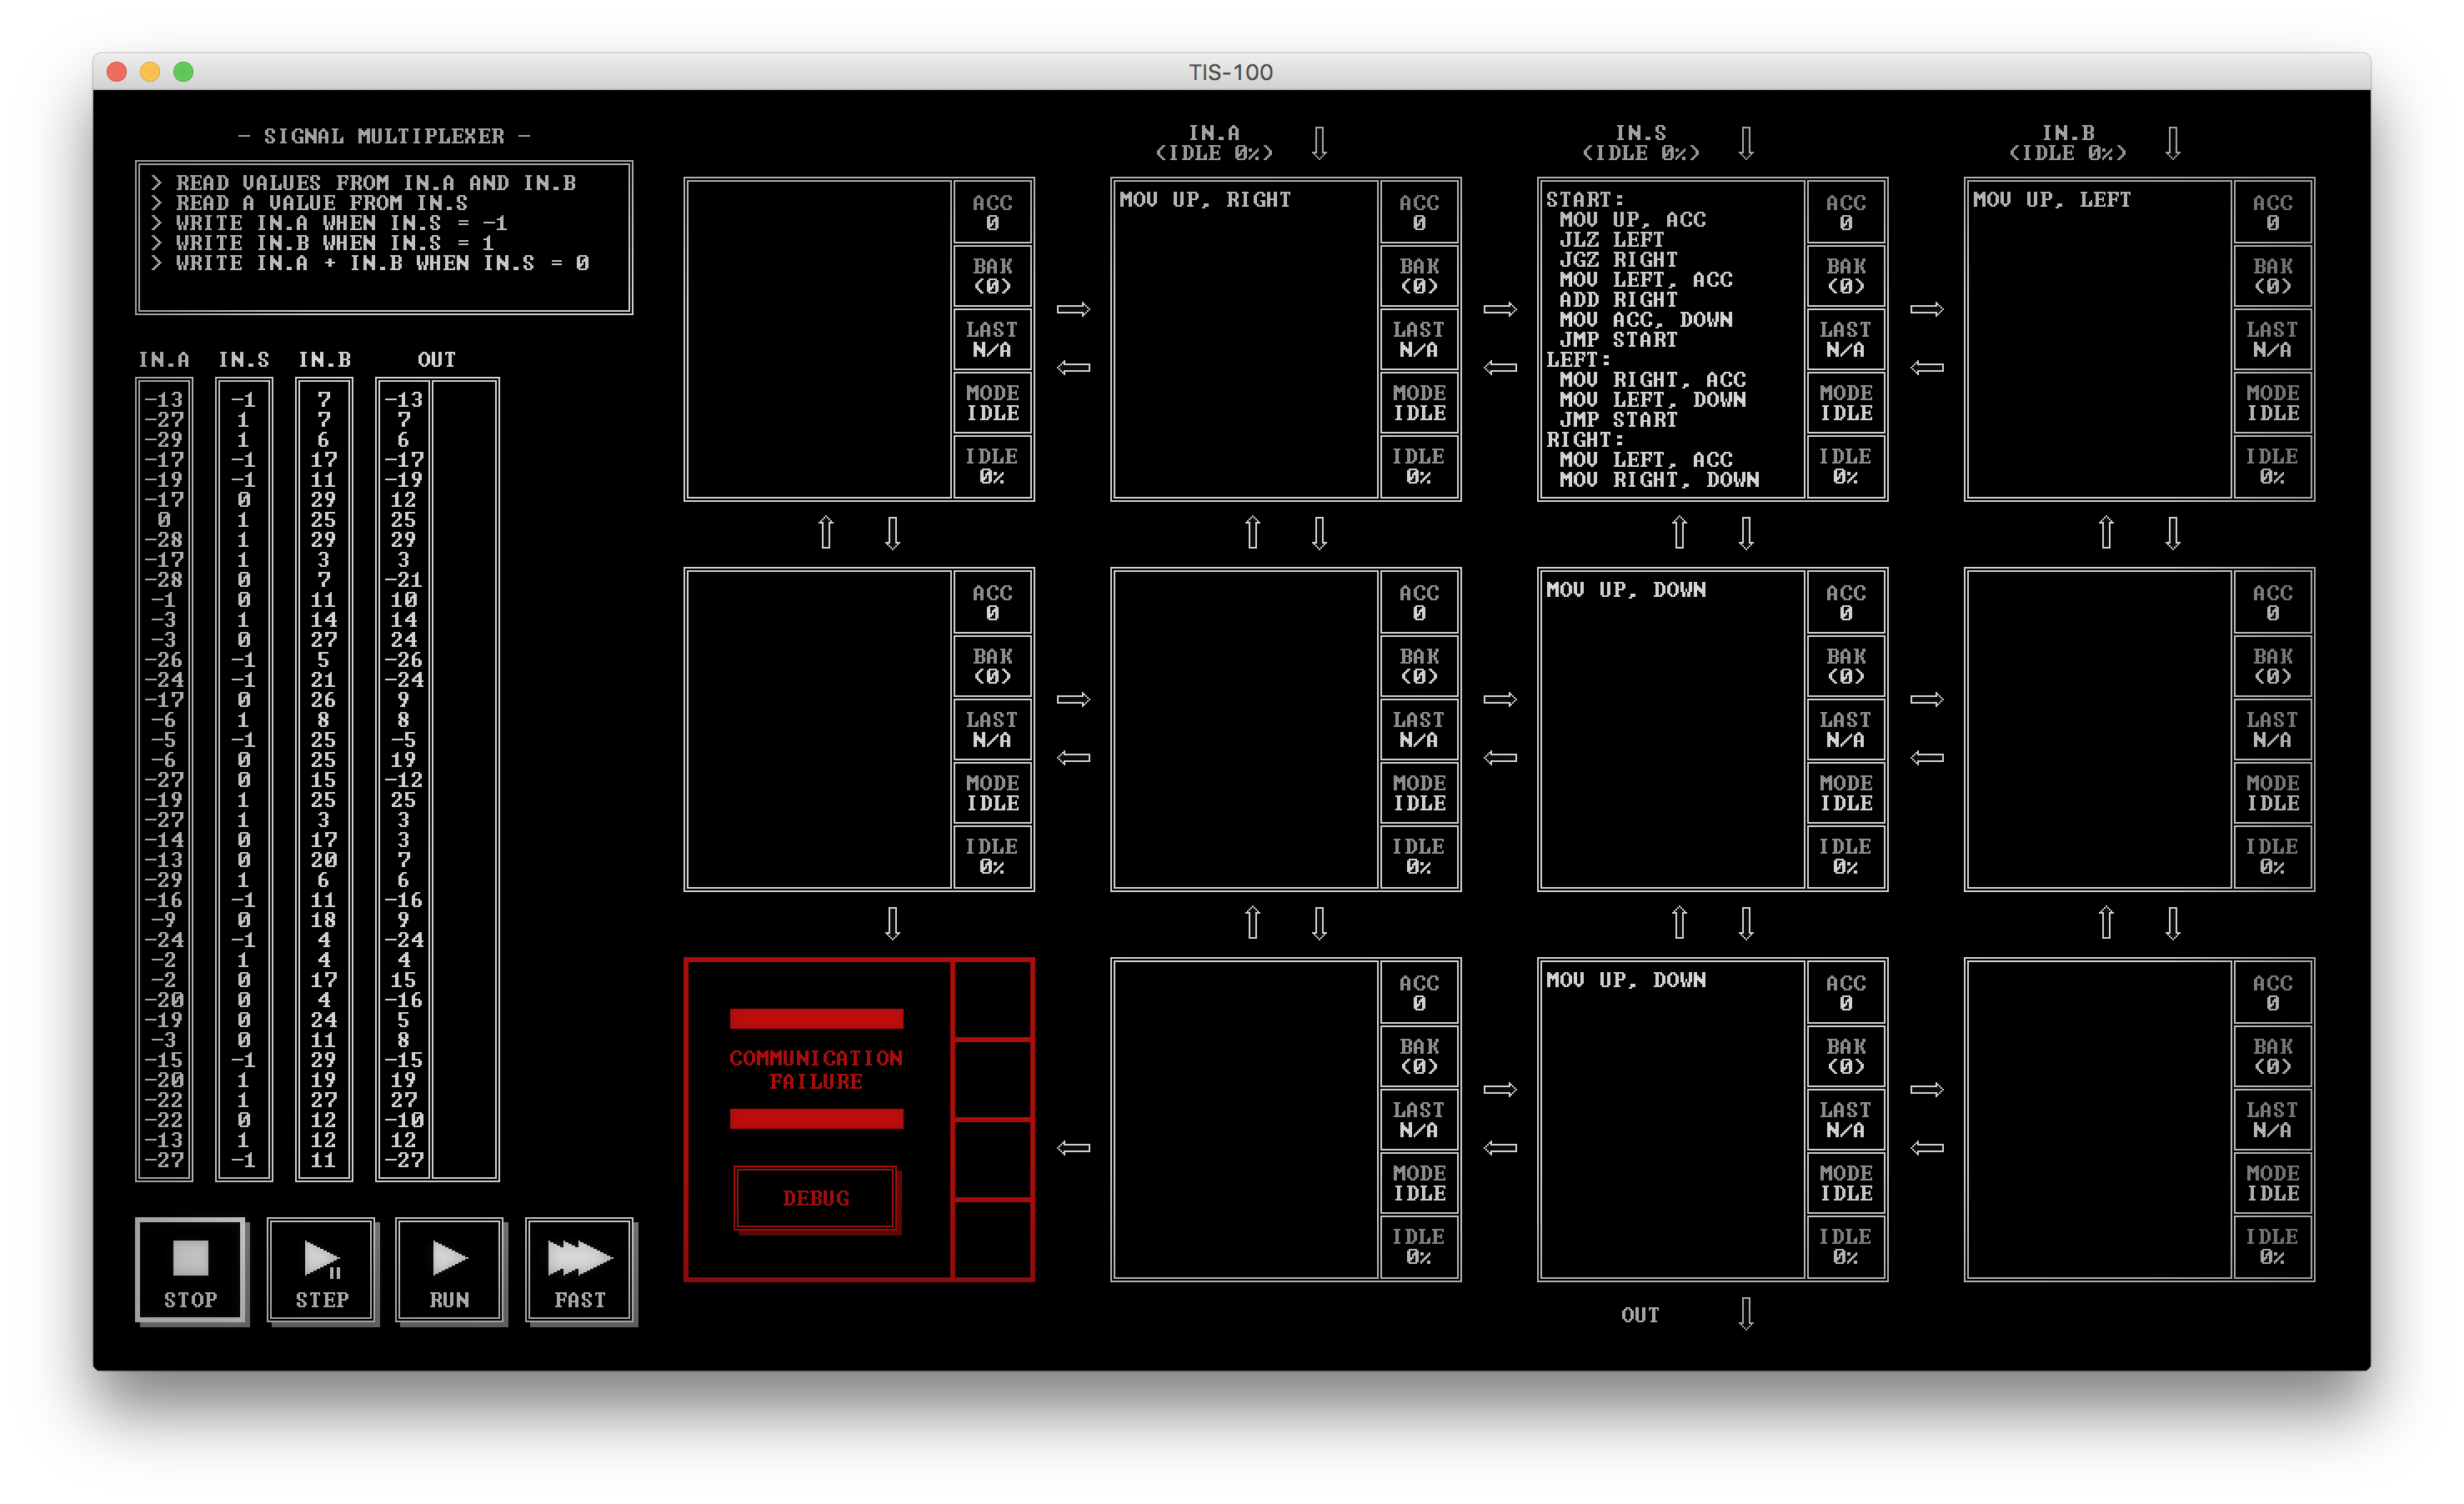 TIS-100
- SIGNAL MULTIPLEXER -
> READ VALUES FROM IN.A AND IN.B
> READ A VALUE FROM IN.S
> WRITE IN.A WHEN IN.S = -1
> WRITE IN.B WHEN IN.S = 1
> WRITE IN.A + IN.B WHEN IN.S = 0
IN.A IN.S IN.B OUT
-13 -1 7 -13
-27 1 7 7
-29 1 6 6
-17 -1 17 -17
-19 -1 11 -19
-17 0 29 12
0 1 25 25
-28 1 29 29
-17 1 3 3
-28 0 7 -21
-1 0 11 10
-3 1 14 14
-3 0 27 24
-26 -1 5 -26
-24 -1 21 -24
-17 0 26 9
-6 1 8 8
-5 -1 25 -5
-6 0 25 19
-27 0 15 -12
-19 1 25 25
-27 1 3 3
-14 0 17 3
-13 0 20 7
-29 1 6 6
-16 -1 11 -16
-9 0 18 9
-24 -1 4 -24
-2 1 4 4
-2 0 17 15
-20 0 4 -16
-19 0 24 5
-3 0 11 8
-15 -1 29 -15
-20 1 19 19
-22 1 27 27
-22 0 12 -10
-13 1 12 12
-27 -1 11 -27
STOP STEP RUN FAST
IN.A
(IDLE 0%)
IN.S
(IDLE 0%)
IN.B
(IDLE 0%)
ACC
0
BAK
(0)
LAST
N/A
MODE
IDLE
IDLE
0%
MOV UP, RIGHT
ACC
0
BAK
(0)
LAST
N/A
MODE
IDLE
IDLE
0%
START:
MOV UP, ACC
JLZ LEFT
JGZ RIGHT
MOV LEFT, ACC
ADD RIGHT
MOV ACC, DOWN
JMP START
LEFT:
MOV RIGHT, ACC
MOV LEFT, DOWN
JMP START
RIGHT:
MOV LEFT, ACC
MOV RIGHT, DOWN
ACC
0
BAK
(0)
LAST
N/A
MODE
IDLE
IDLE
0%
MOV UP, LEFT
ACC
0
BAK
(0)
LAST
N/A
MODE
IDLE
IDLE
0%
ACC
0
BAK
(0)
LAST
N/A
MODE
IDLE
IDLE
0%
ACC
0
BAK
(0)
LAST
N/A
MODE
IDLE
IDLE
0%
MOV UP, DOWN
ACC
0
BAK
(0)
LAST
N/A
MODE
IDLE
IDLE
0%
ACC
0
BAK
(0)
LAST
N/A
MODE
IDLE
IDLE
0%
COMMUNICATION
FAILURE
DEBUG
ACC
0
BAK
(0)
LAST
N/A
MODE
IDLE
IDLE
0%
MOV UP, DOWN
ACC
0
BAK
(0)
LAST
N/A
MODE
IDLE
IDLE
0%
ACC
0
BAK
(0)
LAST
N/A
MODE
IDLE
IDLE
0%
OUT